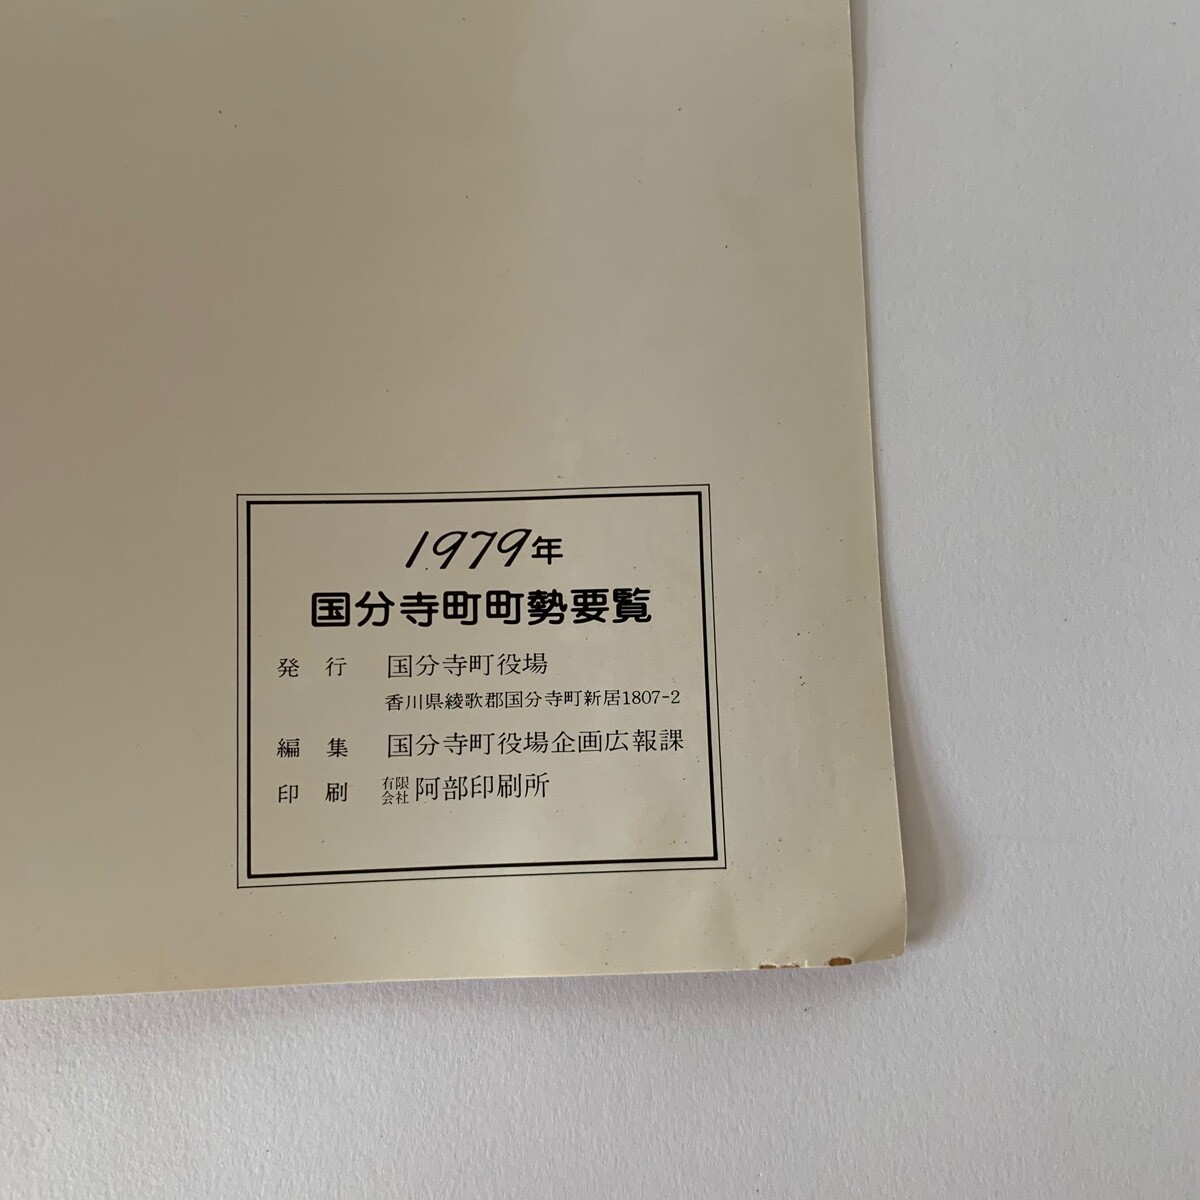 1979年
国分寺町町勢要覧
発行 国分寺町役場
香川県綾歌郡国分寺町新居1807-2
編集 国分寺町役場企画広報課
印刷 有限会社 阿部印刷所